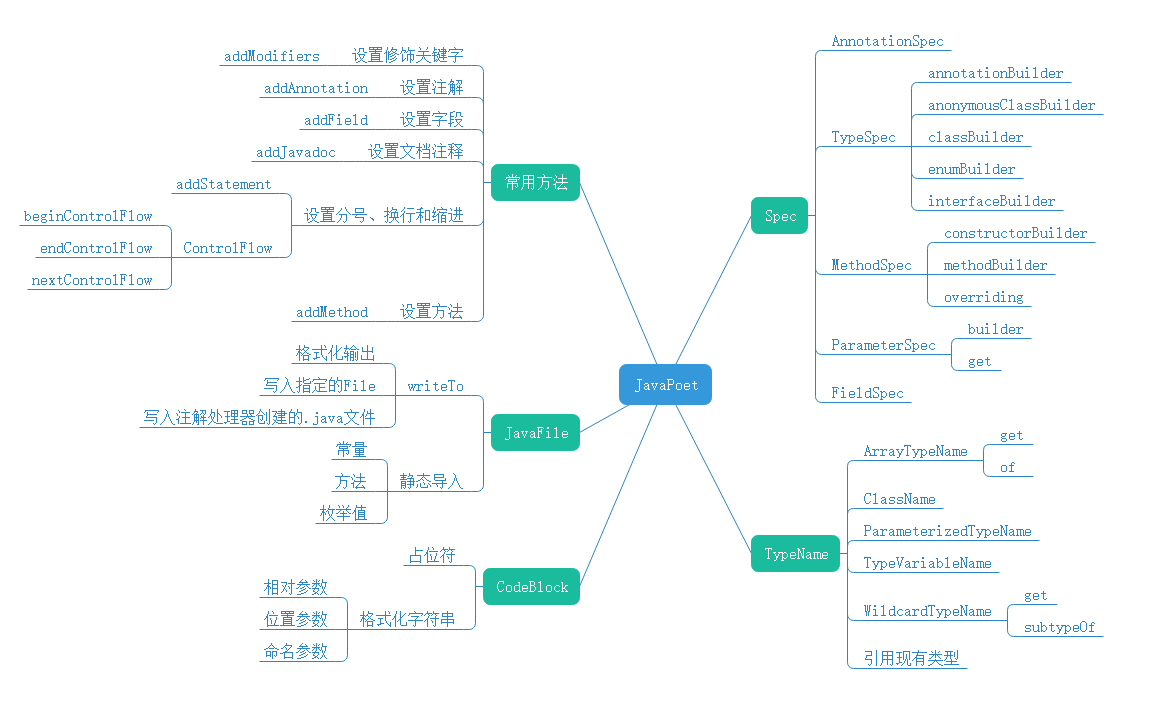 JavaPoet
常用方法
addModifiers 设置修饰关键字
addAnnotation 设置注解
addField 设置字段
addJavadoc 设置文档注释
设置分号、换行和缩进
addStatement
ControlFlow
beginControlFlow
endControlFlow
nextControlFlow
addMethod 设置方法
JavaFile
writeTo
格式化输出
写入指定的File
写入注解处理器创建的.java文件
静态导入
常量
方法
枚举值
CodeBlock
占位符
格式化字符串
相对参数
位置参数
命名参数
Spec
AnnotationSpec
TypeSpec
annotationBuilder
anonymousClassBuilder
classBuilder
enumBuilder
interfaceBuilder
MethodSpec
constructorBuilder
methodBuilder
overriding
ParameterSpec
builder
get
FieldSpec
TypeName
ArrayTypeName
get
of
ClassName
ParameterizedTypeName
TypeVariableName
WildcardTypeName
get
subtypeOf
引用现有类型